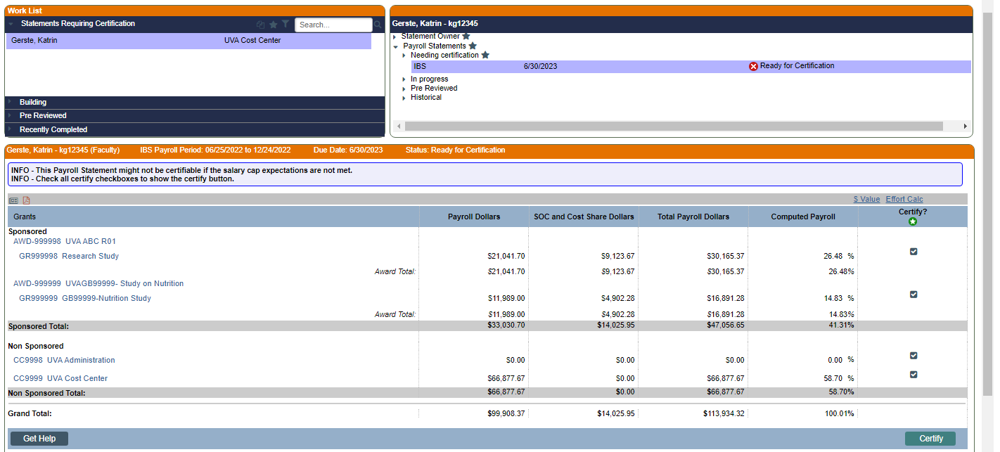 Work List
Statements Requiring Certification Search...
Gerste, Katrin UVA Cost Center
Building
Pre Reviewed
Recently Completed
Gerste, Katrin - kg12345
Statement Owner
Payroll Statements
Needing certification
IBS 6/30/2023 Ready for Certification
In progress
Pre Reviewed
Historical
Gerste, Katrin - kg12345 (Faculty) IBS Payroll Period: 06/25/2022 to 12/24/2022 Due Date: 6/30/2023 Status: Ready for Certification
INFO - This Payroll Statement might not be certifiable if the salary cap expectations are not met.
INFO - Check all certify checkboxes to show the certify button.
$ Value Effort Calc
Grants Payroll Dollars SOC and Cost Share Dollars Total Payroll Dollars Computed Payroll Certify?
Sponsored
AWD-999998 UVA ABC R01
GR999998 Research Study $21,041.70 $9,123.67 $30,165.37 26.48 %
Award Total: $21,041.70 $9,123.67 $30,165.37 26.48%
AWD-999999 UVAGB99999- Study on Nutrition
GR999999 GB99999-Nutrition Study $11,989.00 $4,902.28 $16,891.28 14.83 %
Award Total: $11,989.00 $4,902.28 $16,891.28 14.83%
Sponsored Total: $33,030.70 $14,025.95 $47,056.65 41.31%
Non Sponsored
CC9998 UVA Administration $0.00 $0.00 $0.00 0.00 %
CC9999 UVA Cost Center $66,877.67 $0.00 $66,877.67 58.70 %
Non Sponsored Total: $66,877.67 $0.00 $66,877.67 58.70%
Grand Total: $99,908.37 $14,025.95 $113,934.32 100.01%
Get Help Certify